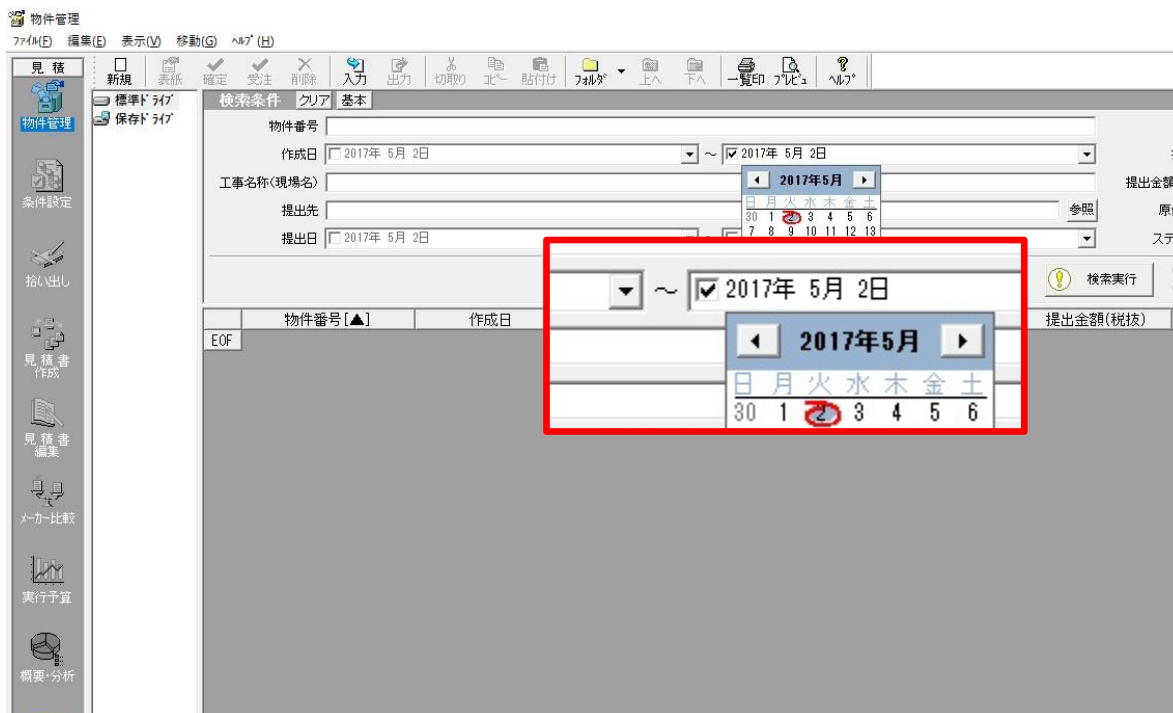 物件管理
ファイル(F) 編集(E) 表示(V) 移動(G) ヘルプ(H)
見 積
新規 表紙 確定 受注 削除 入力 出力 切取り コピー 貼付け フォルダ 上へ 下へ 一覧印 プレビュ ヘルプ
物件管理
条件設定
拾い出し
見 積 書
作成
見 積 書
編集
メーカー比較
実行予算
概要・分析
標準ドライブ
保存ドライブ
検索条件 クリア 基本
物件番号
作成日 2017年 5月 2日 ～ 2017年 5月 2日
工事名称(現場名) 提出金額
提出先 参照
提出日 2017年 5月 2日 ～
2017年5月
日 月 火 水 木 金 土
30 1 2 3 4 5 6
7 8 9 10 11 12 13
～ 2017年 5月 2日
2017年5月
日 月 火 水 木 金 土
30 1 2 3 4 5 6
検索実行
物件番号[▲] 作成日 提出金額(税抜)
EOF